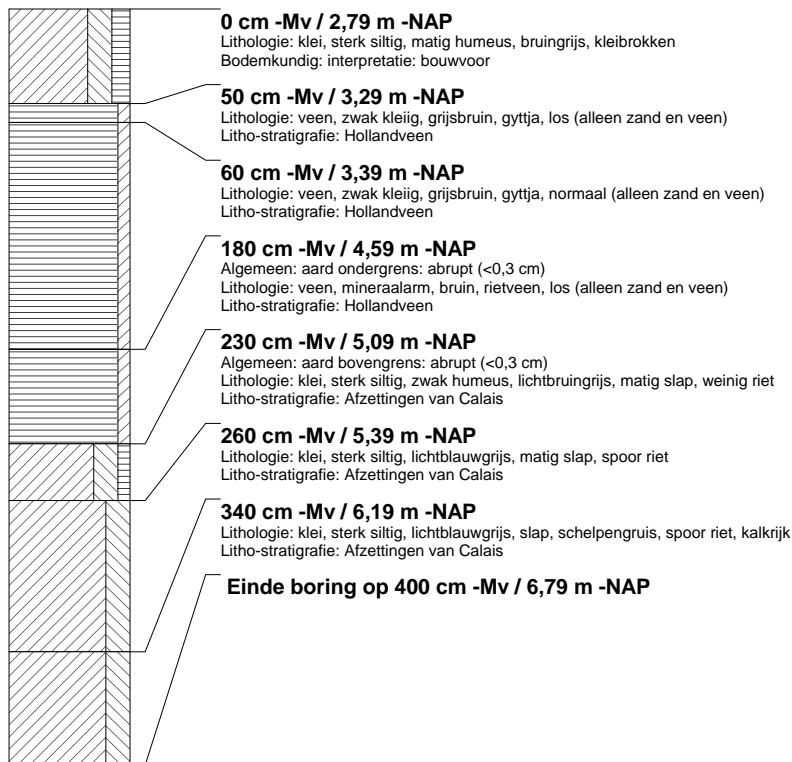 0 cm -Mv / 2,79 m -NAP
Lithologie: klei, sterk siltig, matig humeus, bruingrijs, kleibrokken
Bodemkundig: interpretatie: bouwvoor
50 cm -Mv / 3,29 m -NAP
Lithologie: veen, zwak kleiig, grijsbruin, gyttja, los (alleen zand en veen)
Litho-stratigrafie: Hollandveen
60 cm -Mv / 3,39 m -NAP
Lithologie: veen, zwak kleiig, grijsbruin, gyttja, normaal (alleen zand en veen)
Litho-stratigrafie: Hollandveen
180 cm -Mv / 4,59 m -NAP
Algemeen: aard ondergrens: abrupt (<0,3 cm)
Lithologie: veen, mineraalarm, bruin, rietveen, los (alleen zand en veen)
Litho-stratigrafie: Hollandveen
230 cm -Mv / 5,09 m -NAP
Algemeen: aard bovengrens: abrupt (<0,3 cm)
Lithologie: klei, sterk siltig, zwak humeus, lichtbruingrijs, matig slap, weinig riet
Litho-stratigrafie: Afzettingen van Calais
260 cm -Mv / 5,39 m -NAP
Lithologie: klei, sterk siltig, lichtblauwgrijs, matig slap, spoor riet
Litho-stratigrafie: Afzettingen van Calais
340 cm -Mv / 6,19 m -NAP
Lithologie: klei, sterk siltig, lichtblauwgrijs, slap, schelpengruis, spoor riet, kalkrijk
Litho-stratigrafie: Afzettingen van Calais
Einde boring op 400 cm -Mv / 6,79 m -NAP